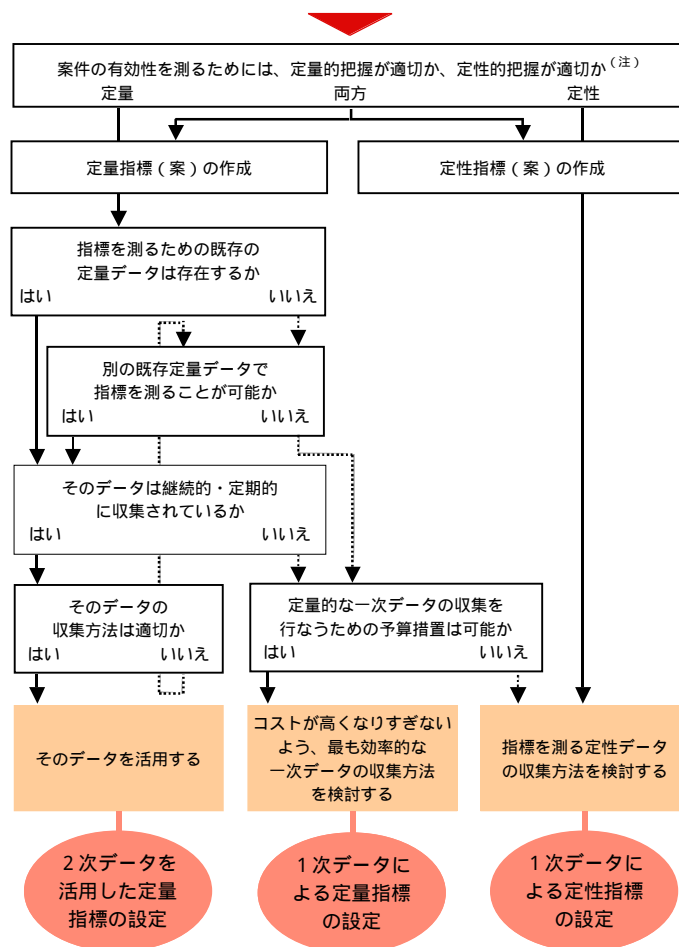 案件の有効性を測るためには、定量的把握が適切か、定性的把握が適切か(注)
定量 両方 定性
定量指標(案)の作成
定性指標(案)の作成
指標を測るための既存の
定量データは存在するか
はい いいえ
別の既存定量データで
指標を測ることが可能か
はい いいえ
そのデータは継続的・定期的
に収集されているか
はい いいえ
そのデータの
収集方法は適切か
はい いいえ
定量的な一次データの収集を
行なうための予算措置は可能か
はい いいえ
そのデータを活用する
コストが高くなりすぎない
よう、最も効率的な
一次データの収集方法
を検討する
指標を測る定性データ
の収集方法を検討する
2次データを
活用した定量
指標の設定
1次データに
よる定量指標
の設定
1次データに
よる定性指標
の設定